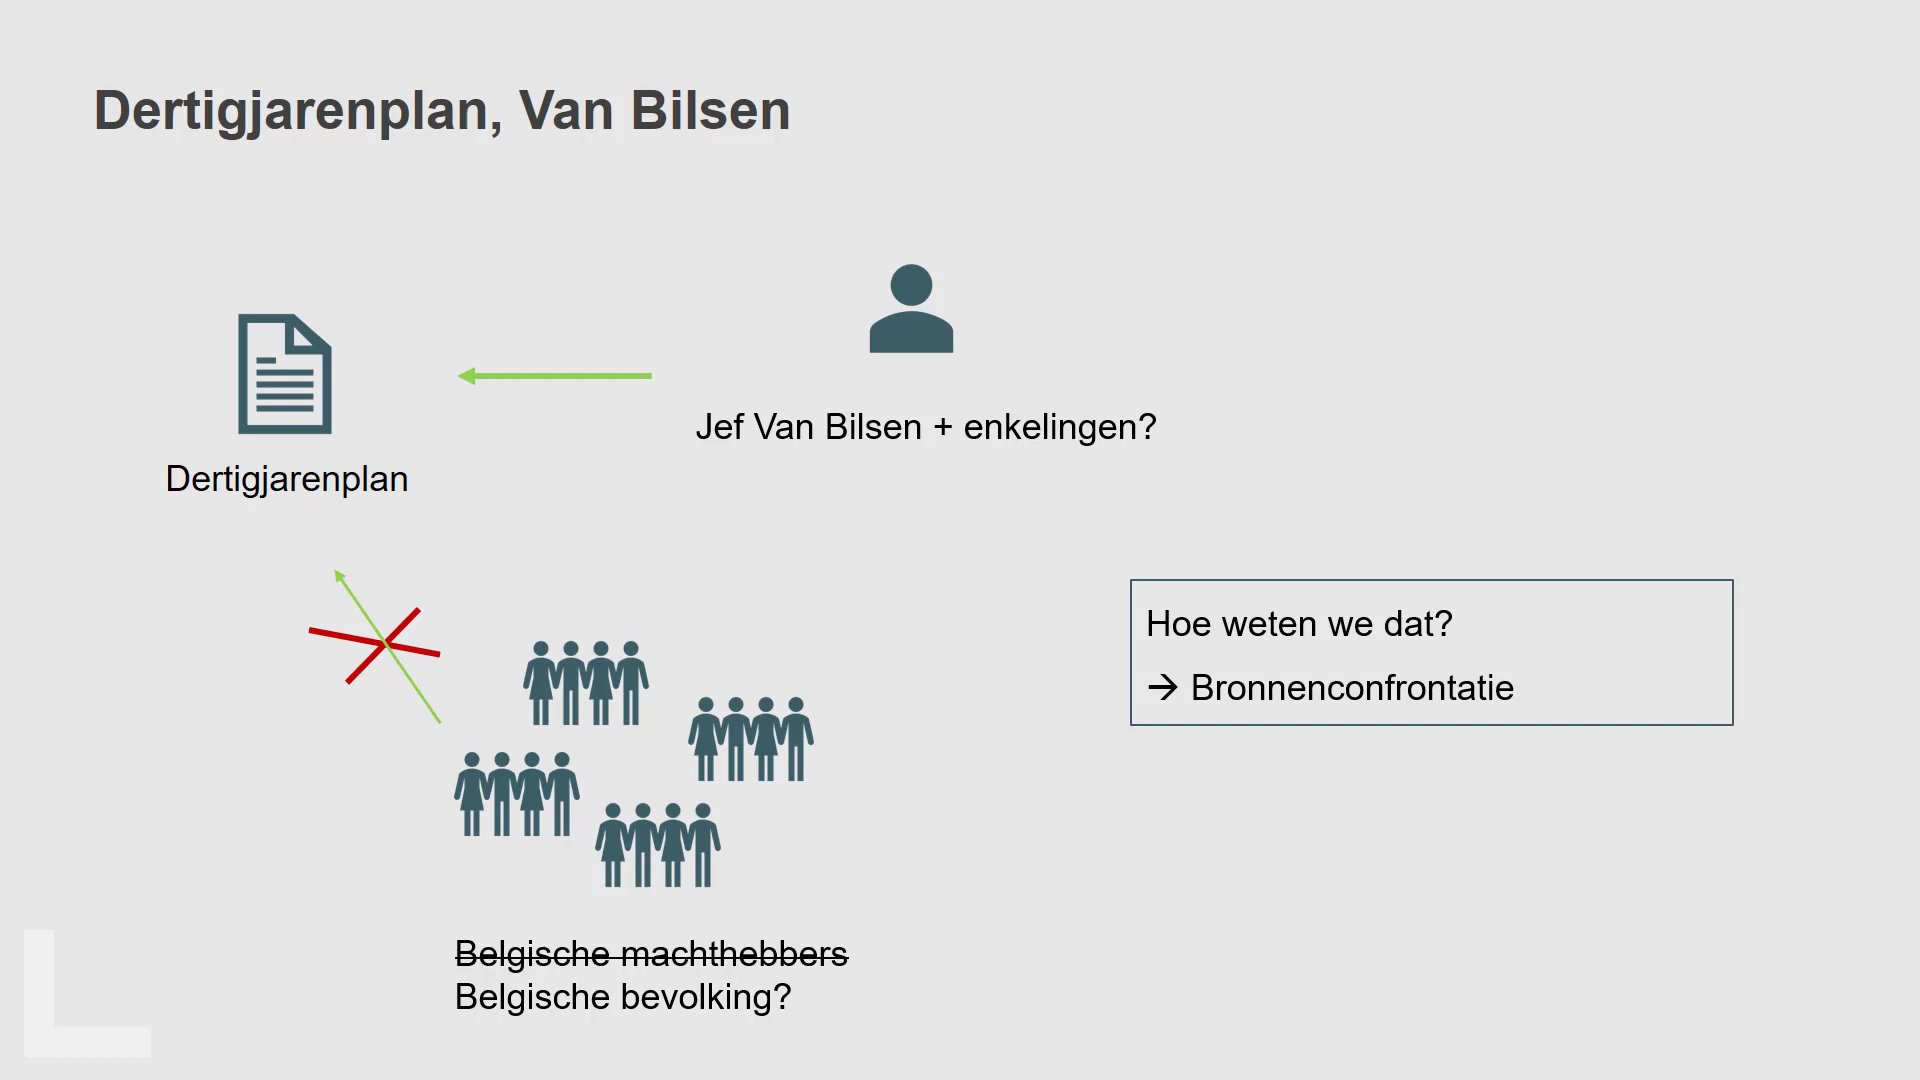 Dertigjarenplan, Van Bilsen
Jef Van Bilsen + enkelingen?
Dertigjarenplan
Hoe weten we dat?
→ Bronnenconfrontatie
Belgische machthebbers
Belgische bevolking?